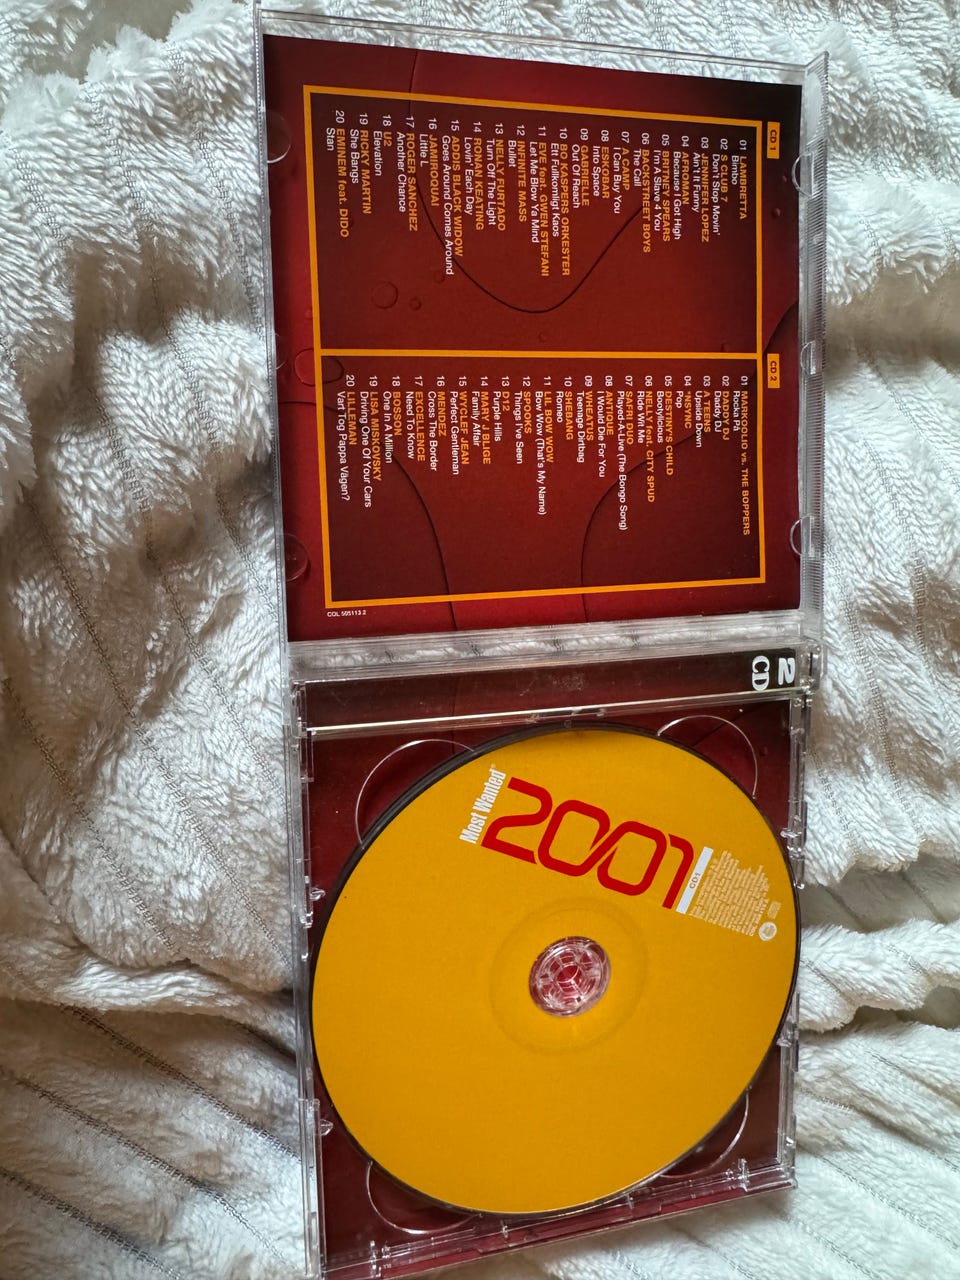 CD 1
01 LAMBRETTA
Bimbo
02 S CLUB 7
Don't Stop Movin'
03 JENNIFER LOPEZ
Ain't It Funny
04 AFROMAN
Because I Got High
05 BRITNEY SPEARS
I'm A Slave 4 You
06 BACKSTREET BOYS
The Call
07 A CAMP
I Can Buy You
08 ESKOBAR
Into Space
09 GABRIELLE
Out Of Reach
10 BO KASPERS ORKESTER
Ett Fullkomligt Kaos
11 EVE feat. GWEN STEFANI
Let Me Blow Ya Mind
12 INFINITE MASS
Bullet
13 NELLY FURTADO
Turn Off The Light
14 RONAN KEATING
Lovin' Each Day
15 ADDIS BLACK WIDOW
Goes Around Comes Around
16 JAMIROQUAI
Little L
17 ROGER SANCHEZ
Another Chance
18 U2
Elevation
19 RICKY MARTIN
She Bangs
20 EMINEM feat. DIDO
Stan
CD 2
01 MARKOOLIO vs. THE BOPPERS
Rocka På
02 DADDY DJ
Daddy DJ
03 A TEENS
Upside Down
04 *NSYNC
Pop
05 DESTINY'S CHILD
Bootylicious
06 NELLY feat. CITY SPUD
Ride Wit Me
07 SAFRI DUO
Played-A-Live (The Bongo Song)
08 ANTIQUE
I Would Die For You
09 WHEATUS
Teenage Dirtbag
10 SHEBANG
Romeo
11 LIL BOW WOW
Bow Wow (That's My Name)
12 SPOOKS
Things I've Seen
13 D12
Purple Hills
14 MARY J BLIGE
Family Affair
15 WYCLEF JEAN
Perfect Gentleman
16 MENDEZ
Cross The Border
17 EXCELLENCE
Need To Know
18 BOSSON
One In A Million
19 LISA MISKOVSKY
Driving One Of Your Cars
20 LILLEMAN
Vart Tog Pappa Vägen?
COL 505113 2
2
CD
Most Wanted
2001
CD 1